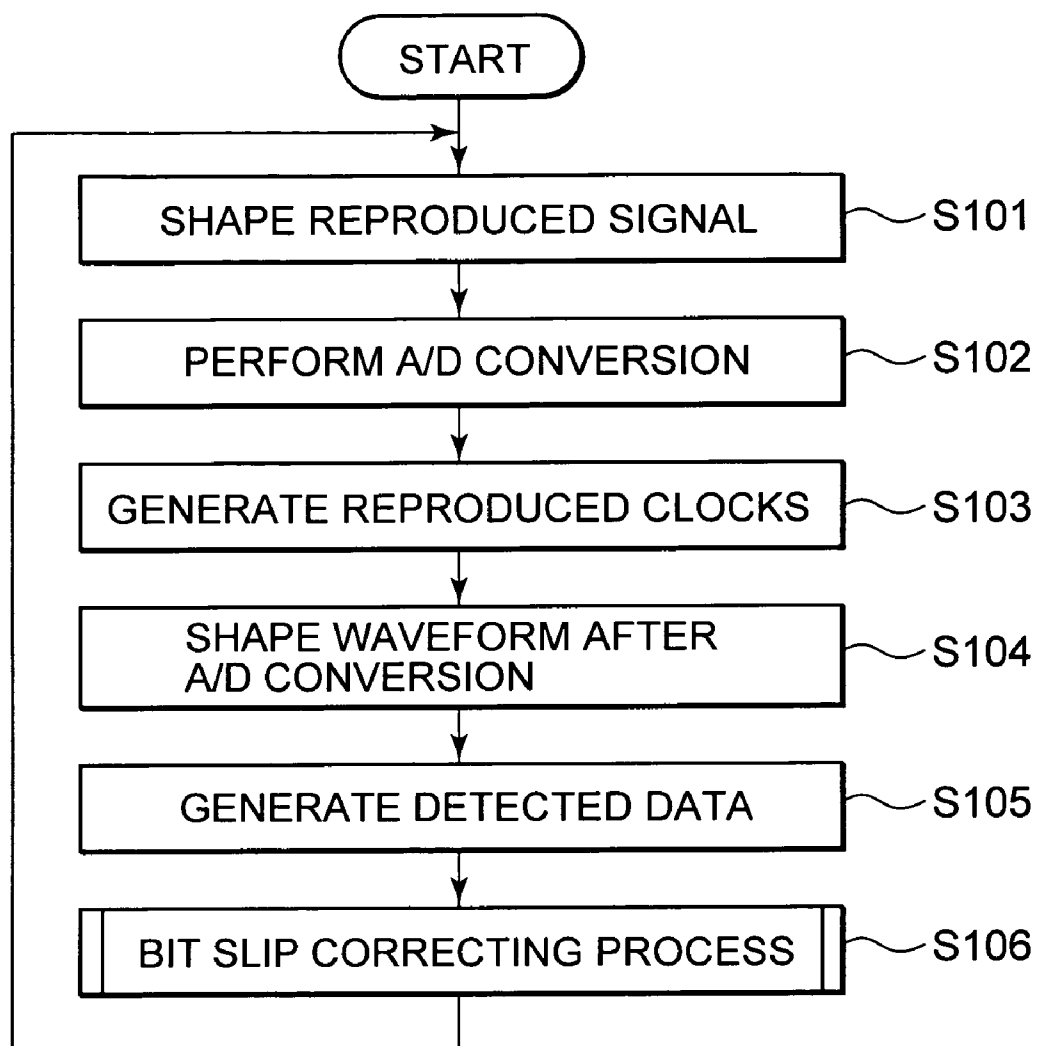 START
SHAPE REPRODUCED SIGNAL S101
PERFORM A/D CONVERSION S102
GENERATE REPRODUCED CLOCKS S103
SHAPE WAVEFORM AFTER
A/D CONVERSION S104
GENERATE DETECTED DATA S105
BIT SLIP CORRECTING PROCESS S106